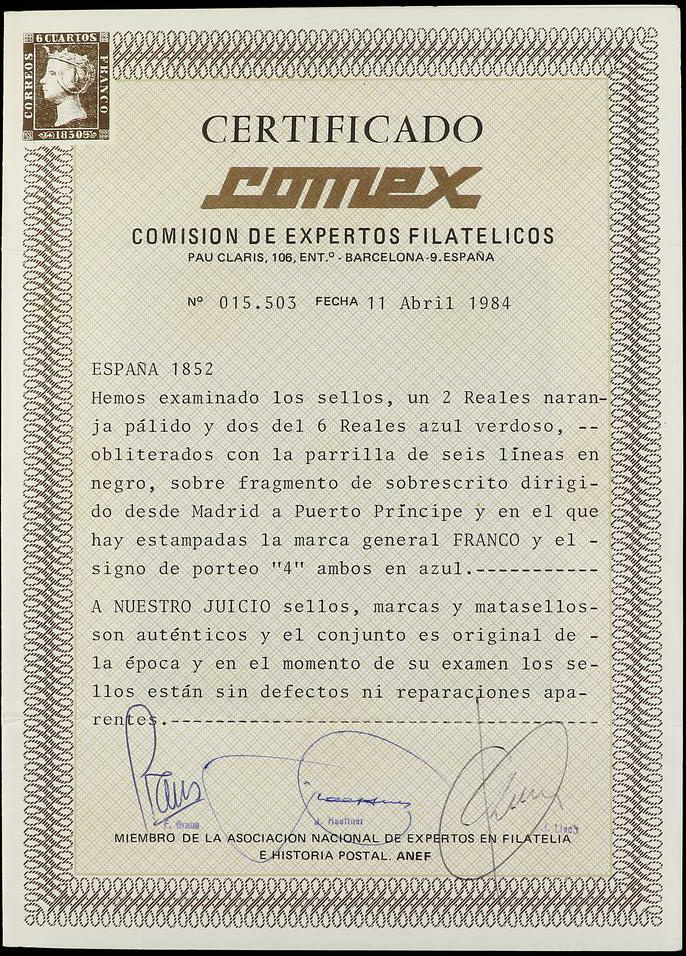 6 CUARTOS
CORREOS
FRANCO
1850
CERTIFICADO
comex
COMISION DE EXPERTOS FILATELICOS
PAU CLARIS, 106, ENT.º - BARCELONA-9. ESPAÑA
Nº 015.503 FECHA 11 Abril 1984
ESPAÑA 1852
Hemos examinado los sellos, un 2 Reales naran-
ja pálido y dos del 6 Reales azul verdoso, --
obliterados con la parrilla de seis líneas en
negro, sobre fragmento de sobrescrito dirigi-
do desde Madrid a Puerto Príncipe y en el que
hay estampadas la marca general FRANCO y el -
signo de porteo "4" ambos en azul.-----------
A NUESTRO JUICIO sellos, marcas y matasellos-
son auténticos y el conjunto es original de -
la época y en el momento de su examen los se-
llos están sin defectos ni reparaciones apa-
rentes.---------------------------------------
F. Graus
MIEMBRO DE LA ASOCIACIÓN NACIONAL DE EXPERTOS EN FILATELIA
E HISTORIA POSTAL. ANEF